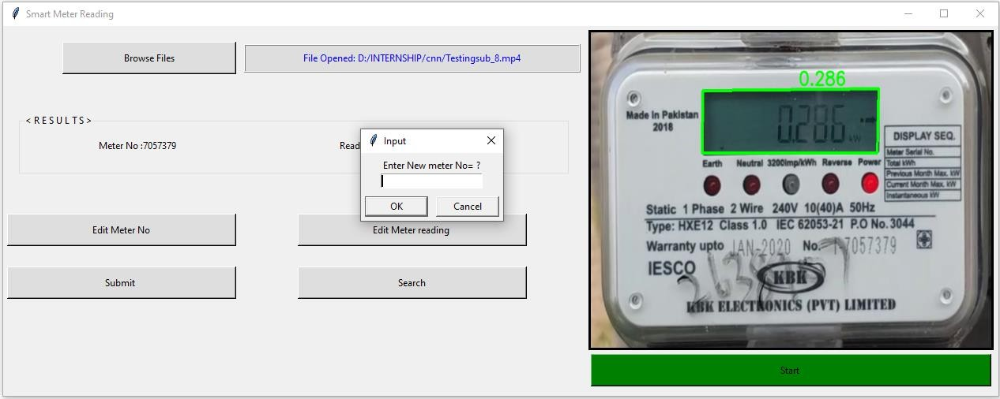 Smart Meter Reading
Browse Files
File Opened: D:/INTERNSHIP/cnn/Testingsub_8.mp4
< R E S U L T S >
Meter No :7057379
Read
Input
Enter New meter No= ?
OK
Cancel
Edit Meter No
Edit Meter reading
Submit
Search
0.286
0.286 kW
Made in Pakistan
2018
DISPLAY SEQ.
Meter Serial No.
Total kWh
Previous Month Max. kW
Current Month Max. kW
Instantaneous kW
Earth Neutral 3200imp/kWh Reverse Power
Static 1 Phase 2 Wire 240V 10(40)A 50Hz
Type: HXE12 Class 1.0 IEC 62053-21 P.O No. 3044
Warranty upto JAN-2020 No. 1-7057379
IESCO
KBK
KBK ELECTRONICS (PVT) LIMITED
Start